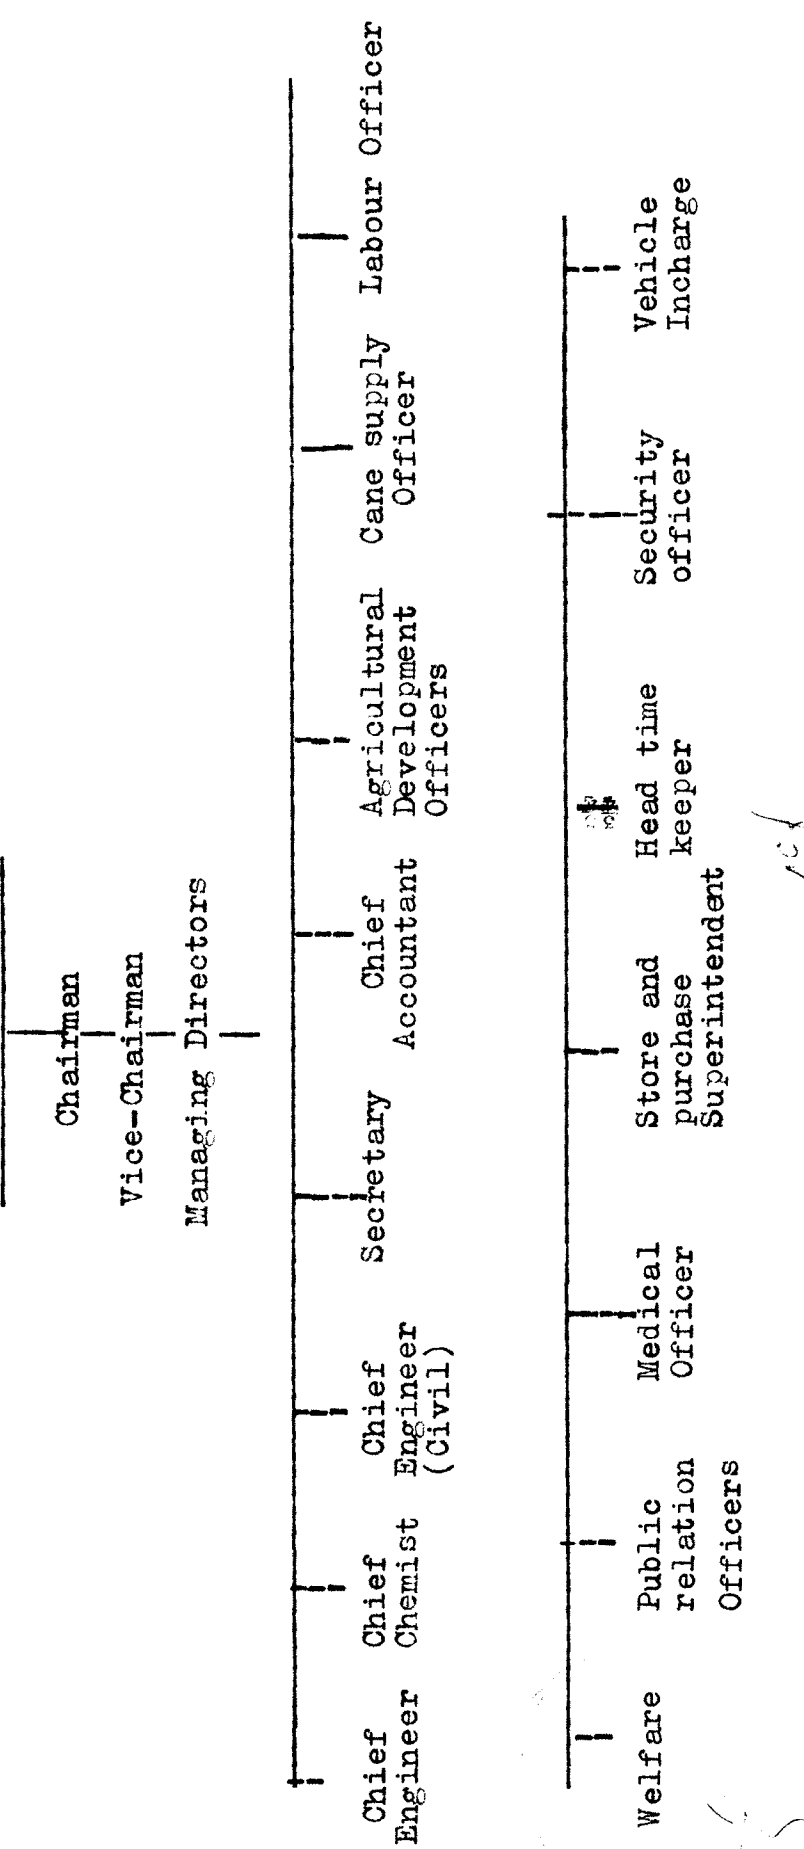 Chairman
Vice-Chairman
Managing Directors
Chief
Engineer
Chief
Chemist
Chief
Engineer
(Civil)
Secretary
Chief
Accountant
Agricultural
Development
Officers
Cane supply
Officer
Labour Officer
Welfare
Public
relation
Officers
Medical
Officer
Store and
purchase
Superintendent
Head time
keeper
Security
officer
Vehicle
Incharge